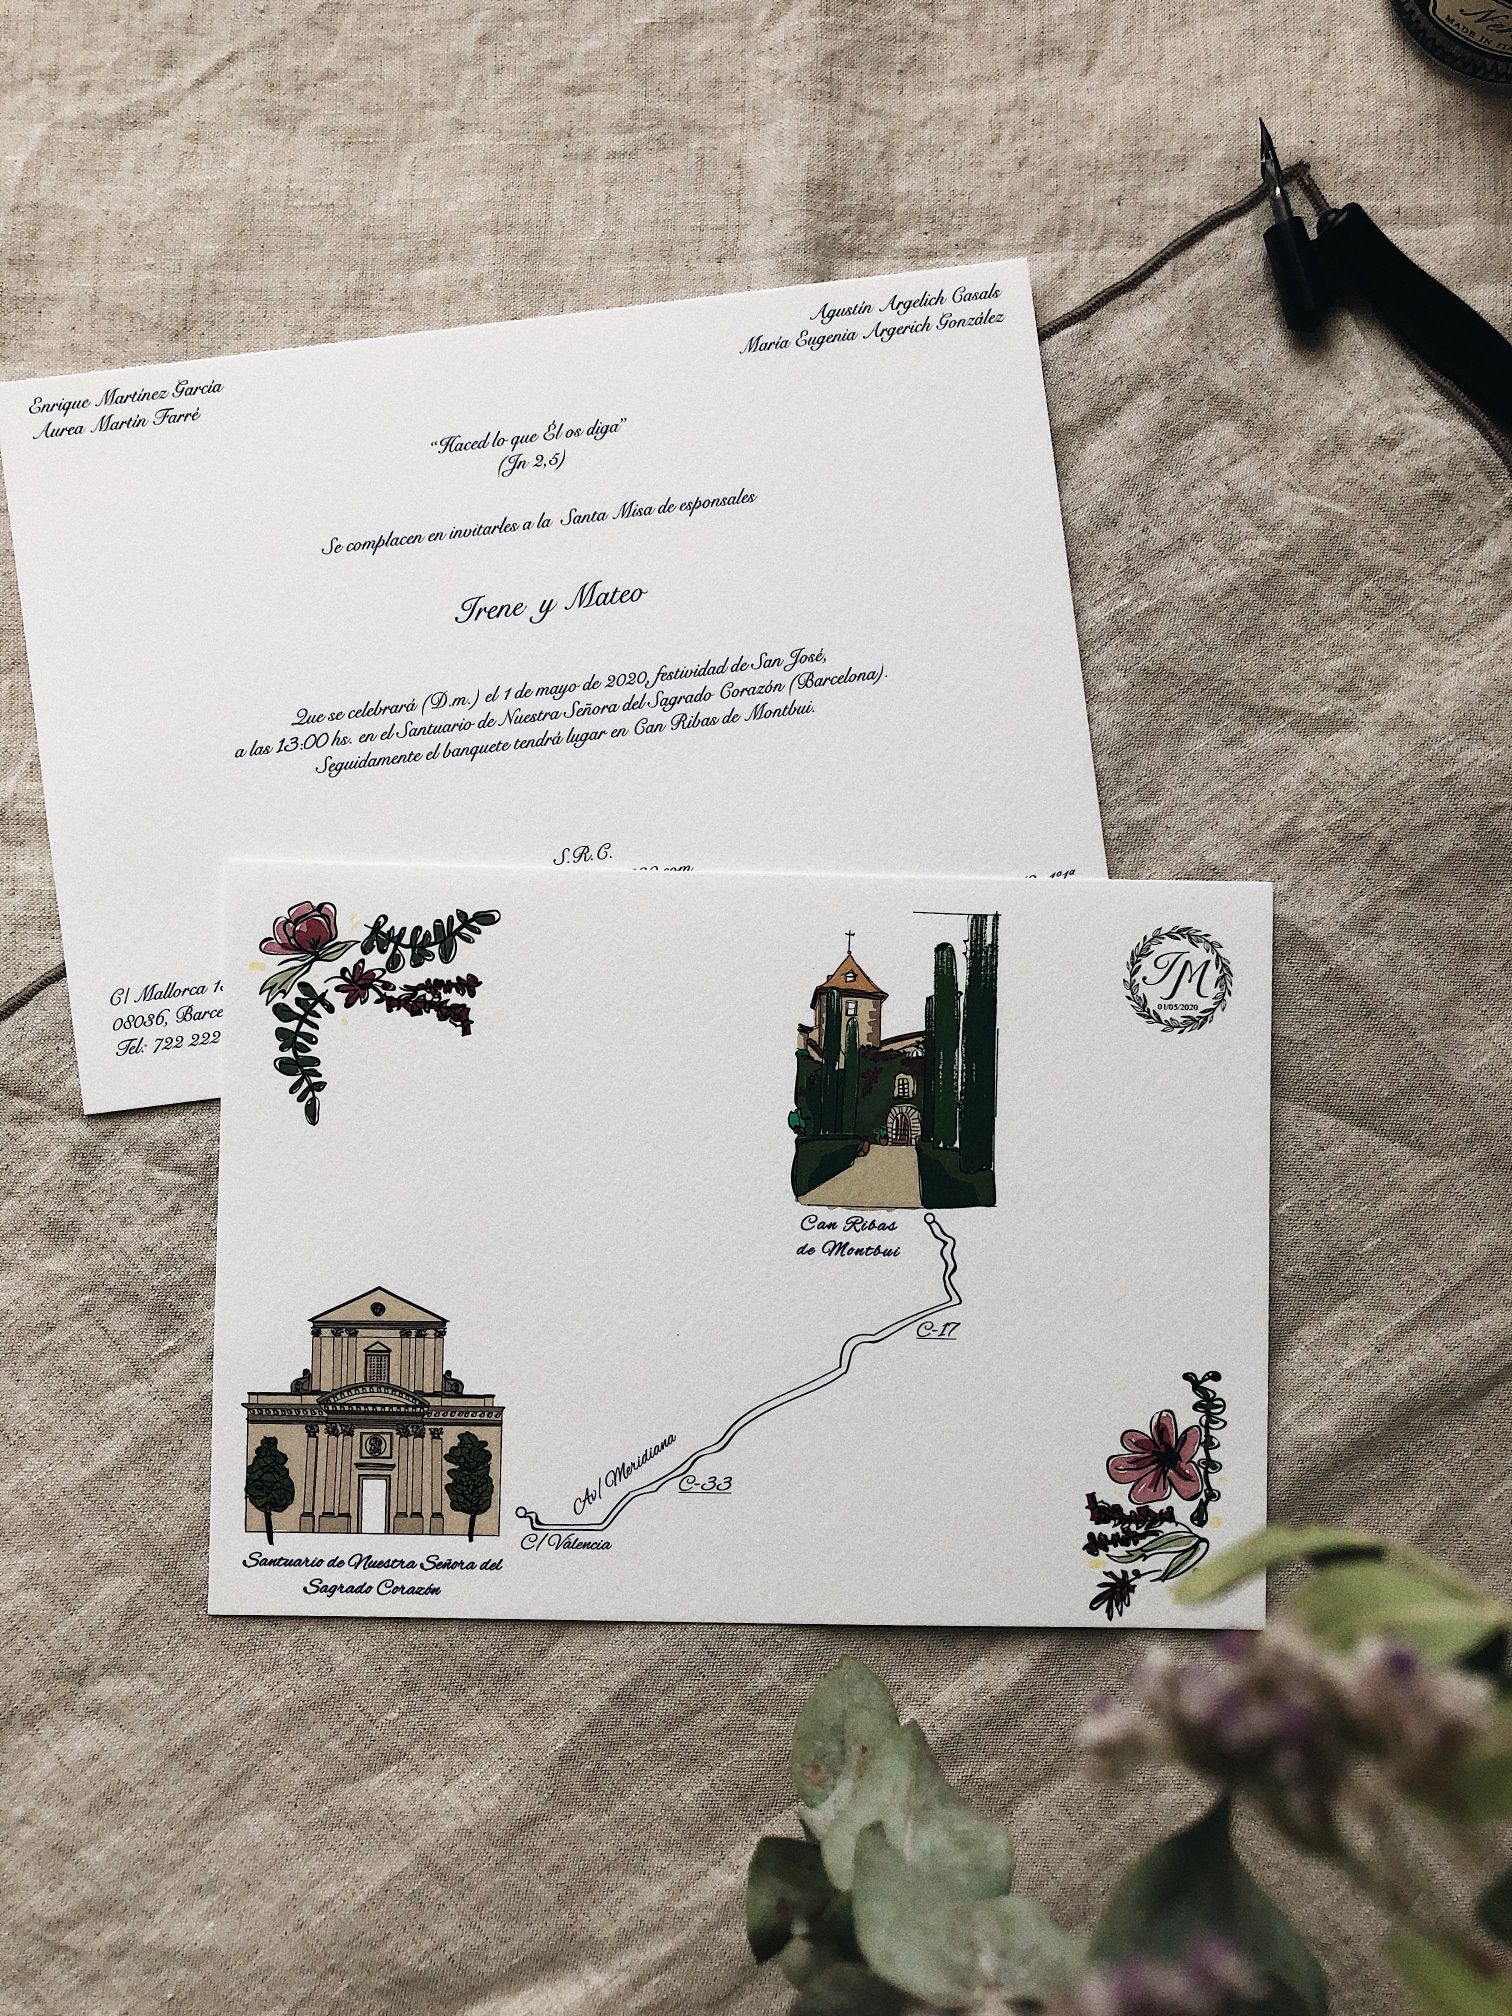 MADE IN
Agustín Argelich Casals
María Eugenia Argerich González
Enrique Martínez García
Aurea Martín Farré
“Haced lo que Él os diga”
(Jn 2,5)
Se complacen en invitarles a la Santa Misa de esponsales
Irene y Mateo
Que se celebrará (D.m.) el 1 de mayo de 2020, festividad de San José,
a las 13:00 hs. en el Santuario de Nuestra Señora del Sagrado Corazón (Barcelona).
Seguidamente el banquete tendrá lugar en Can Ribas de Montbui.
S.R.C.
C/ Mallorca
08036,
Tel: 722 222
IM
01/05/2020
Can Ribas
de Montbui
C-17
Av/ Meridiana
C-33
C/ Valencia
Santuario de Nuestra Señora del
Sagrado Corazón